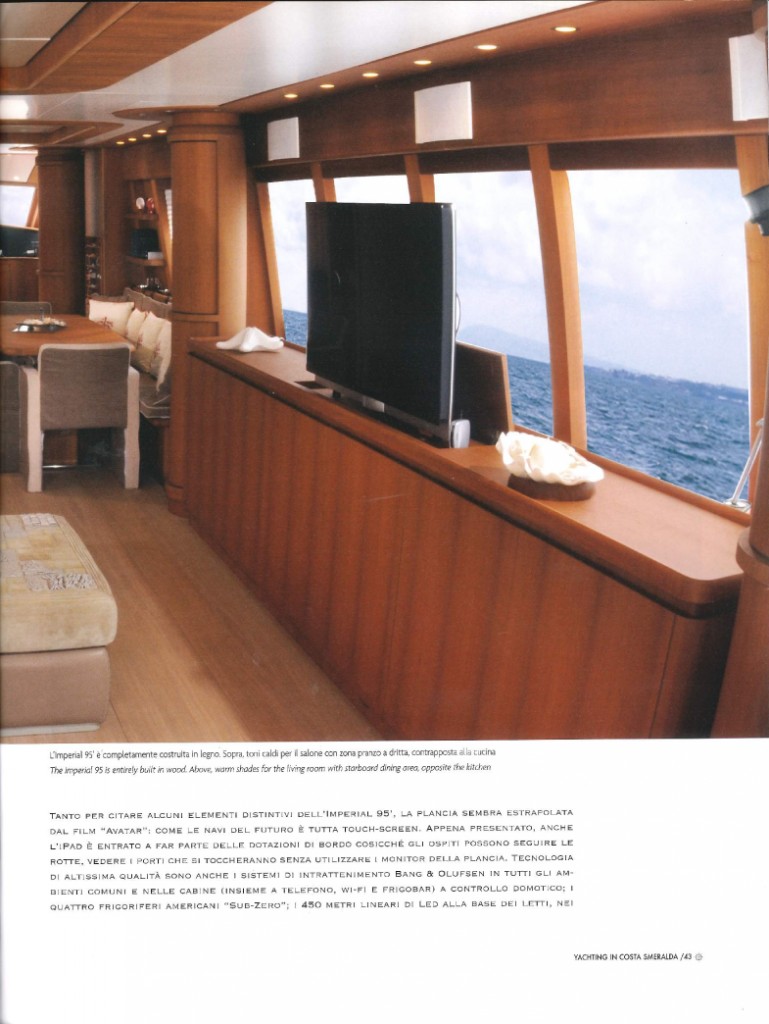 L'Imperial 95' è completamente costruita in legno. Sopra, toni caldi per il salone con zona pranzo a dritta, contrapposta alla cucina
The imperial 95 is entirely built in wood. Above, warm shades for the living room with starboard dining area, opposite the kitchen
TANTO PER CITARE ALCUNI ELEMENTI DISTINTIVI DELL'IMPERIAL 95', LA PLANCIA SEMBRA ESTRAPOLATA
DAL FILM "AVATAR": COME LE NAVI DEL FUTURO È TUTTA TOUCH-SCREEN. APPENA PRESENTATO, ANCHE
L'IPAD È ENTRATO A FAR PARTE DELLE DOTAZIONI DI BORDO COSICCHÉ GLI OSPITI POSSONO SEGUIRE LE
ROTTE, VEDERE I PORTI CHE SI TOCCHERANNO SENZA UTILIZZARE I MONITOR DELLA PLANCIA. TECNOLOGIA
DI ALTISSIMA QUALITÀ SONO ANCHE I SISTEMI DI INTRATTENIMENTO BANG & OLUFSEN IN TUTTI GLI AM-
BIENTI COMUNI E NELLE CABINE (INSIEME A TELEFONO, WI-FI E FRIGOBAR) A CONTROLLO DOMOTICO; I
QUATTRO FRIGORIFERI AMERICANI "SUB-ZERO"; I 450 METRI LINEARI DI LED ALLA BASE DEI LETTI, NEI
YACHTING IN COSTA SMERALDA /43